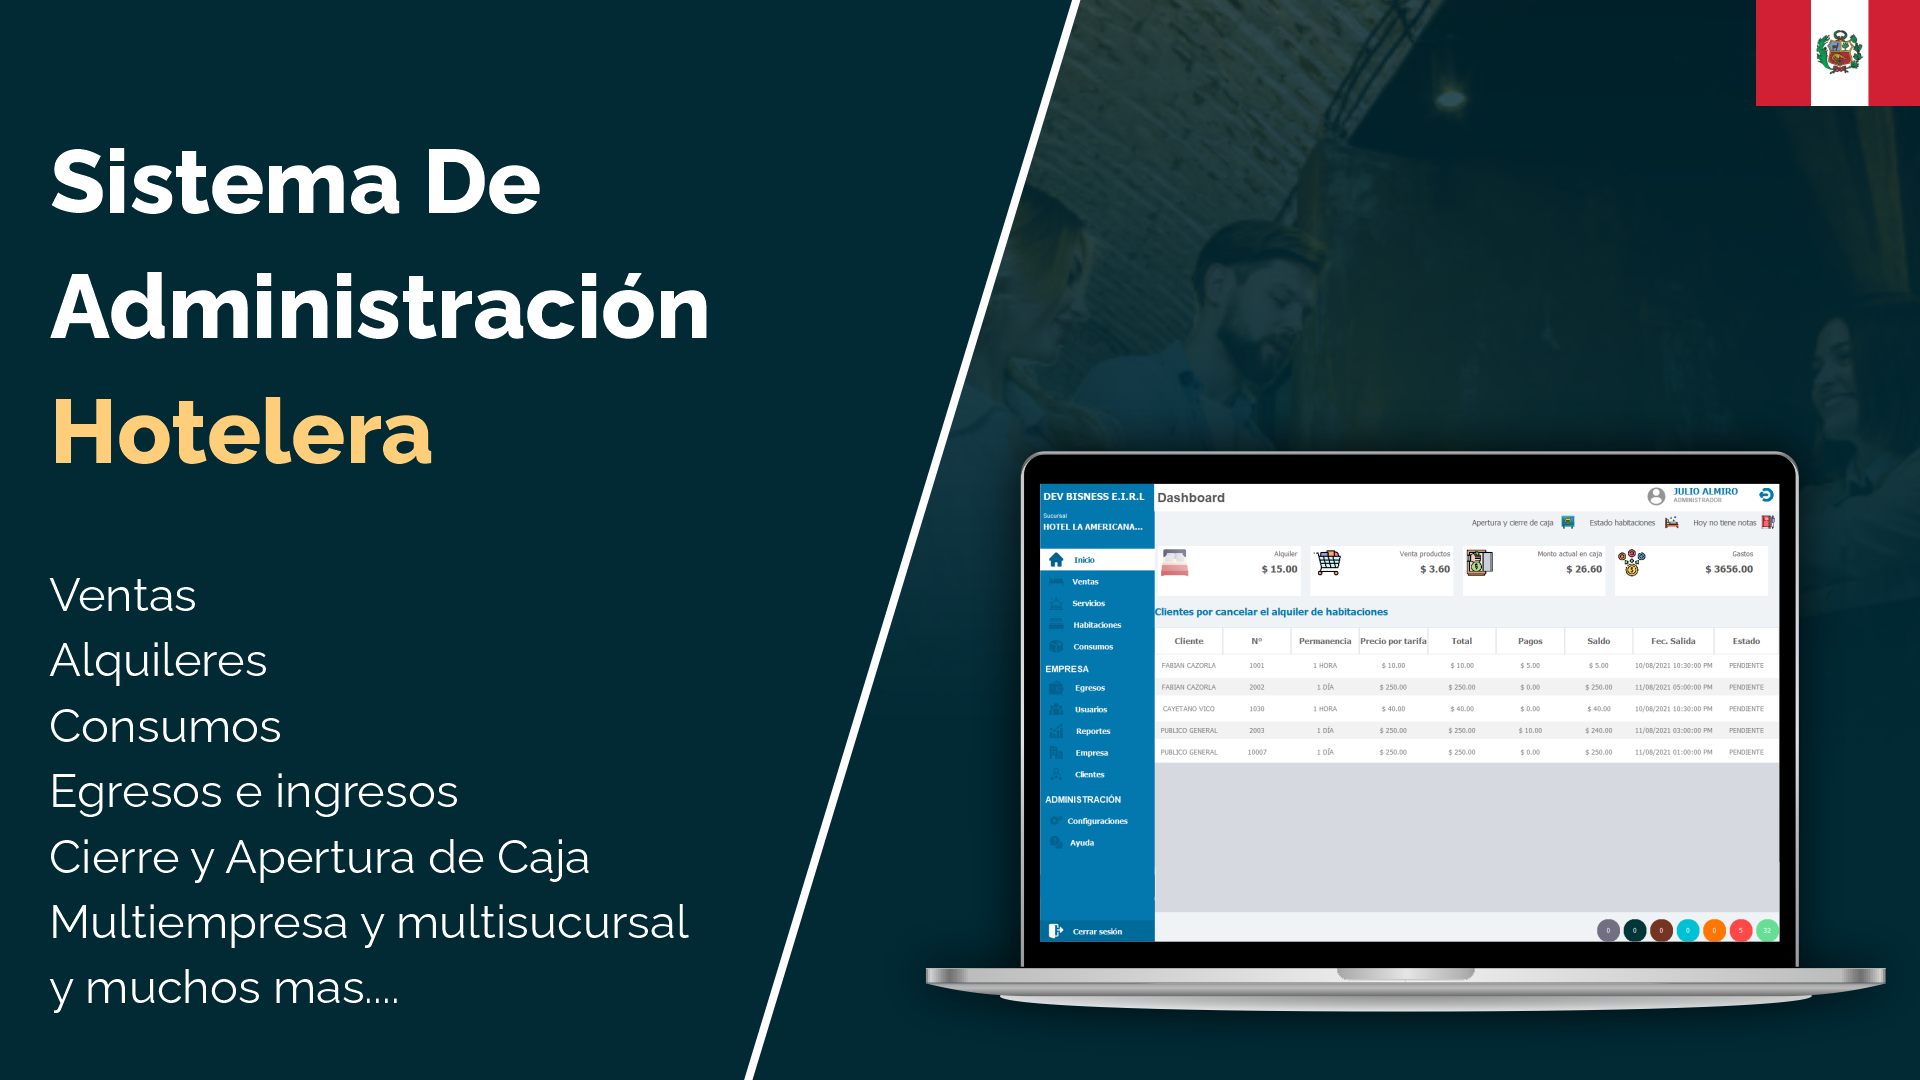 Sistema De
Administración
Hotelera
Ventas
Alquileres
Consumos
Egresos e ingresos
Cierre y Apertura de Caja
Multiempresa y multisucursal
y muchos mas....
DEV BISNESS E.I.R.L
Sucursal
HOTEL LA AMERICANA...
Inicio
Ventas
Servicios
Habitaciones
Consumos
EMPRESA
Egresos
Usuarios
Reportes
Empresa
Clientes
ADMINISTRACIÓN
Configuraciones
Ayuda
Cerrar sesión
Dashboard
JULIO ALMIRO
ADMINISTRADOR
Apertura y cierre de caja Estado habitaciones Hoy no tiene notas
Alquiler
$ 15.00
Venta productos
$ 3.60
Monto actual en caja
$ 26.60
Gastos
$ 3656.00
Clientes por cancelar el alquiler de habitaciones
Cliente N° Permanencia Precio por tarifa Total Pagos Saldo Fec. Salida Estado
FABIAN CAZORLA 1001 1 HORA $ 10.00 $ 10.00 $ 5.00 $ 5.00 10/08/2021 10:30:00 PM PENDIENTE
FABIAN CAZORLA 2002 1 DÍA $ 250.00 $ 250.00 $ 0.00 $ 250.00 11/08/2021 05:00:00 PM PENDIENTE
CAYETANO VICO 1030 1 HORA $ 40.00 $ 40.00 $ 0.00 $ 40.00 10/08/2021 10:30:00 PM PENDIENTE
PUBLICO GENERAL 2003 1 DÍA $ 250.00 $ 250.00 $ 10.00 $ 240.00 11/08/2021 03:00:00 PM PENDIENTE
PUBLICO GENERAL 10007 1 DÍA $ 250.00 $ 250.00 $ 0.00 $ 250.00 11/08/2021 01:00:00 PM PENDIENTE
0 0 0 0 0 5 32